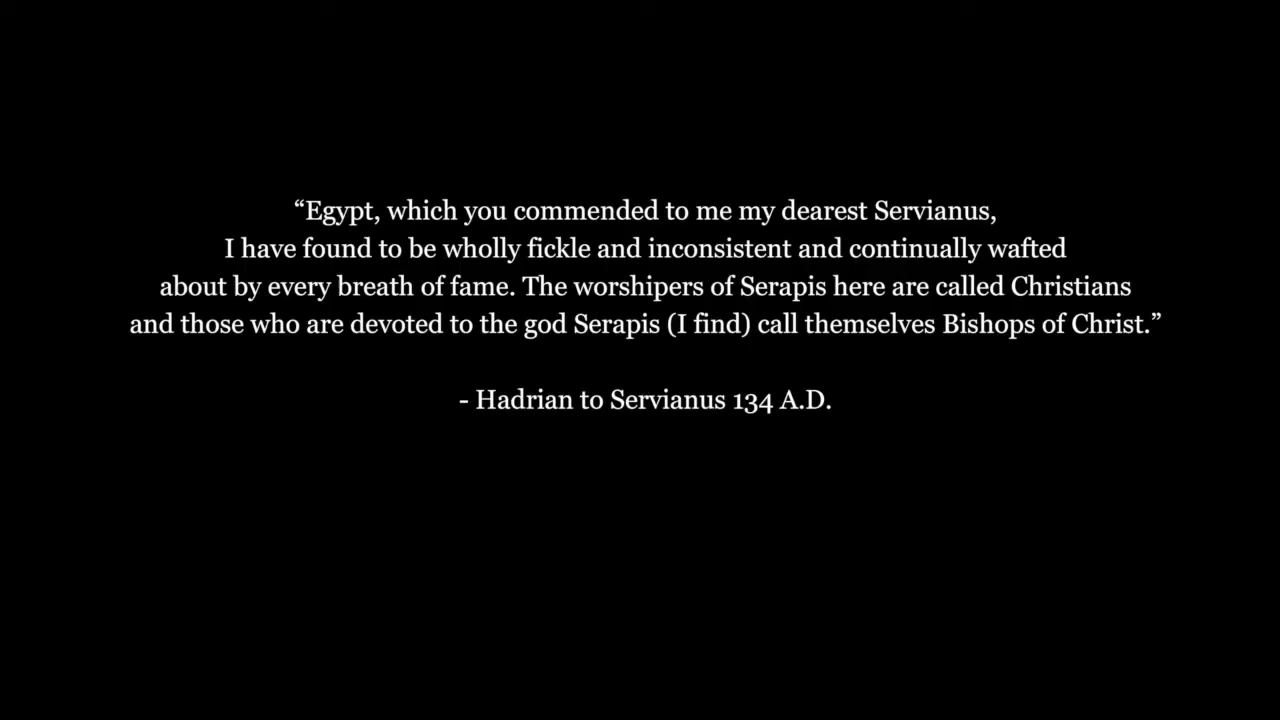 “Egypt, which you commended to me my dearest Servianus,
I have found to be wholly fickle and inconsistent and continually wafted
about by every breath of fame. The worshipers of Serapis here are called Christians
and those who are devoted to the god Serapis (I find) call themselves Bishops of Christ.”
- Hadrian to Servianus 134 A.D.